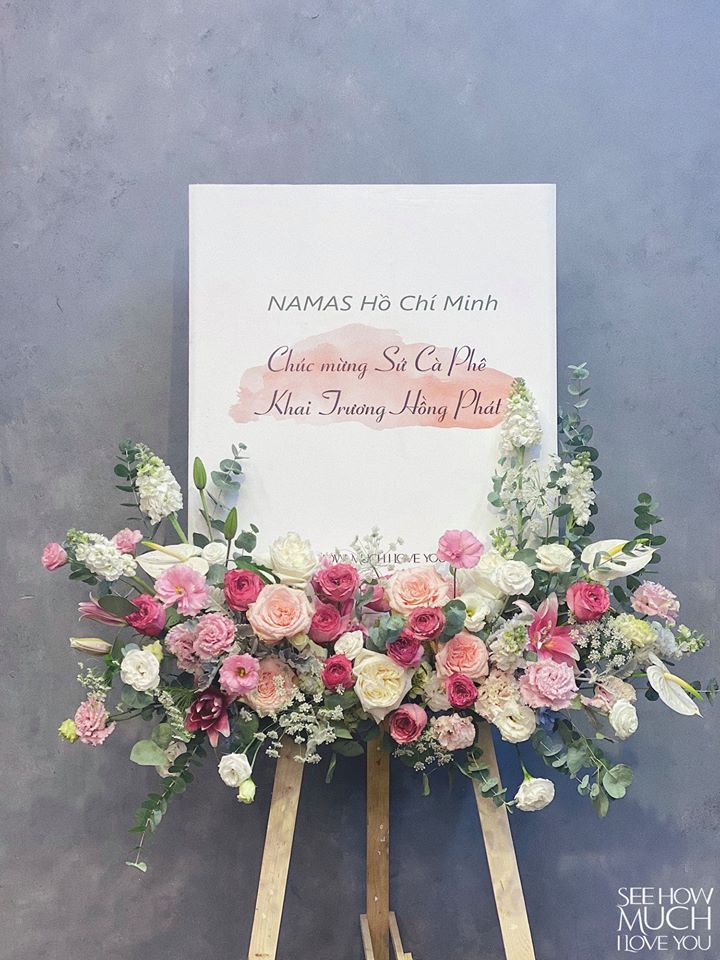 NAMAS Hồ Chí Minh
Chúc mừng Sứ Cà Phê
Khai Trương Hồng Phát
MUCH I LOVE YOU
SEE HOW
MUCH
I LOVE YOU